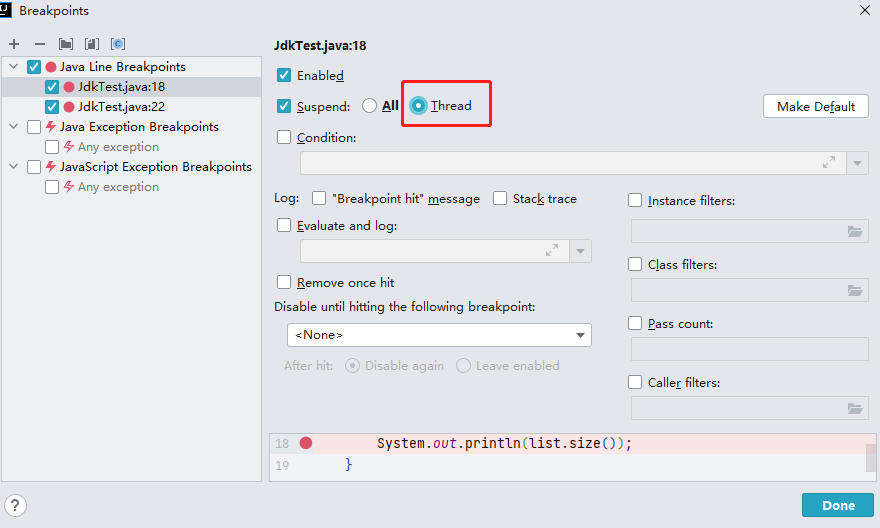 Breakpoints
Java Line Breakpoints
JdkTest.java:18
JdkTest.java:22
Java Exception Breakpoints
Any exception
JavaScript Exception Breakpoints
Any exception
JdkTest.java:18
Enabled
Suspend: All Thread
Make Default
Condition:
Log: "Breakpoint hit" message Stack trace
Evaluate and log:
Remove once hit
Disable until hitting the following breakpoint:
<None>
After hit: Disable again Leave enabled
Instance filters:
Class filters:
Pass count:
Caller filters:
18 System.out.println(list.size());
19 }
? Done